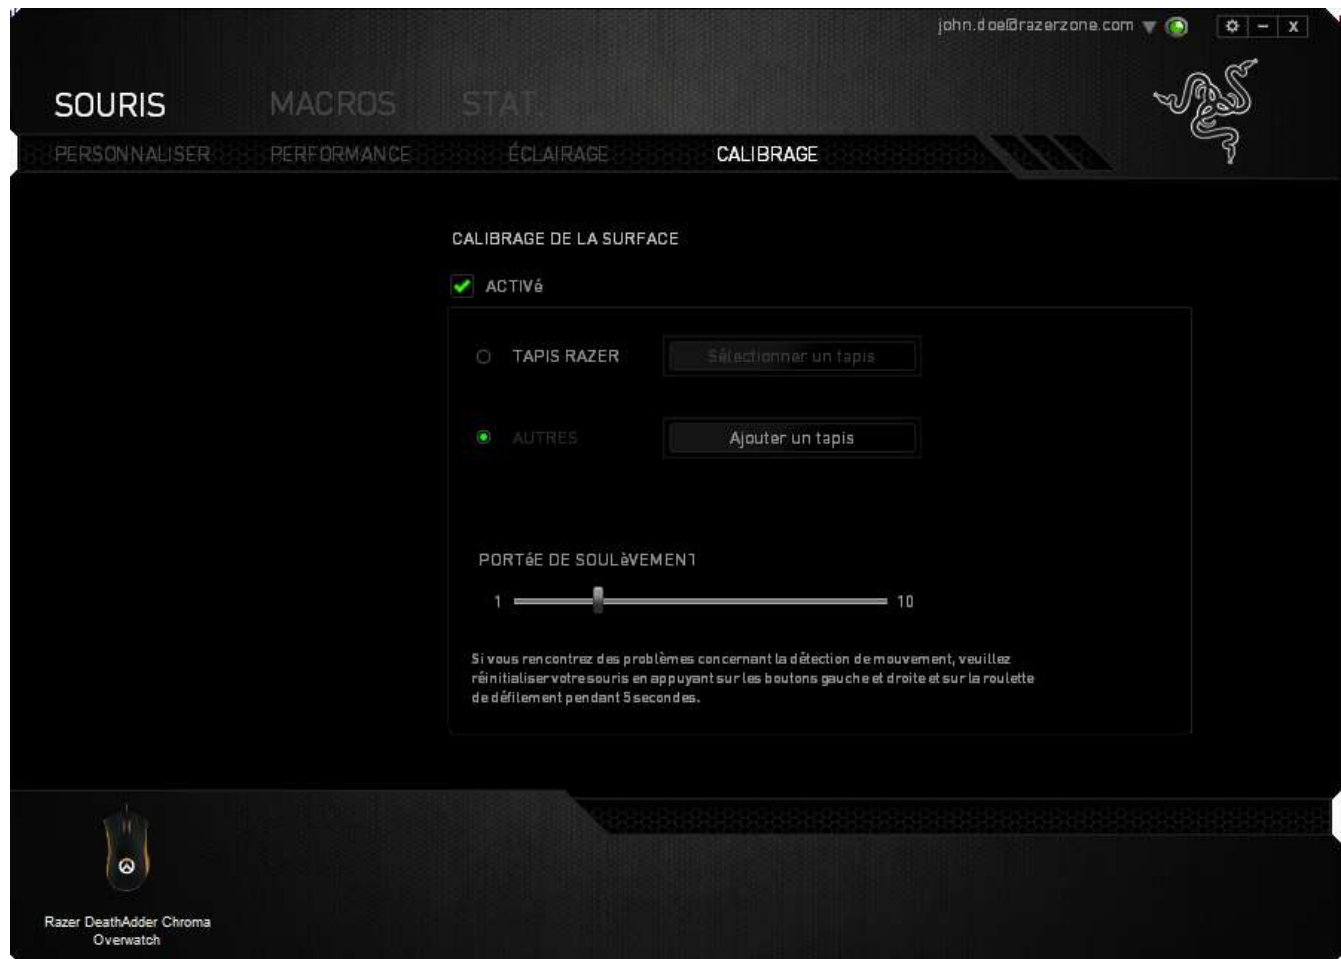 john.doe@razerzone.com
SOURIS MACROS STAT
PERSONNALISER PERFORMANCE ÉCLAIRAGE CALIBRAGE
CALIBRAGE DE LA SURFACE
ACTIVé
TAPIS RAZER Sélectionner un tapis
AUTRES Ajouter un tapis
PORTéE DE SOULèVEMENT
1 10
Si vous rencontrez des problèmes concernant la détection de mouvement, veuillez
réinitialiser votre souris en appuyant sur les boutons gauche et droite et sur la roulette
de défilement pendant 5 secondes.
Razer DeathAdder Chroma
Overwatch